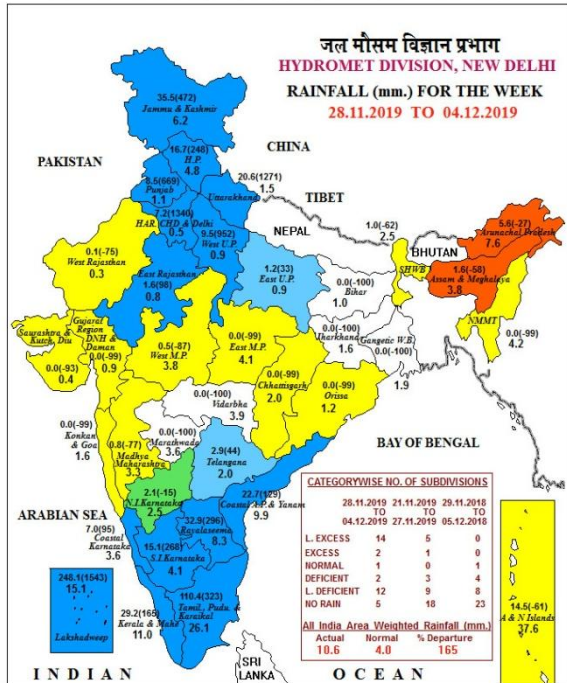 जल मौसम विज्ञान प्रभाग
HYDROMET DIVISION, NEW DELHI
RAINFALL (mm.) FOR THE WEEK
28.11.2019 TO 04.12.2019
35.5(472)
Jammu & Kashmir
6.2
CHINA
16.7(248)
H.P.
4.8
PAKISTAN
8.5(669)
Punjab
1.1
20.6(1271)
1.5
Uttarakhand
TIBET
7.2(1340)
HAR. CHD & Delhi
0.5
9.5(952)
West U.P.
0.9
NEPAL
1.0(-62)
2.5
SHWB
BHUTAN
5.6(-27)
Arunachal Pradesh
7.6
0.1(-75)
West Rajasthan
0.3
East Rajasthan
1.6(98)
0.8
1.2(33)
East U.P.
0.9
0.0(-100)
Bihar
1.0
1.6(-58)
Assam & Meghalaya
3.8
NMMT
0.0(-99)
4.2
Saurashtra &
Kutch, Diu
0.0(-93)
0.4
Gujarat
Region
DNH &
Daman
0.0(-99)
0.9
0.5(-87)
West M.P.
3.8
0.0(-99)
East M.P.
4.1
0.0(-100)
Jharkhand
1.6
Gangetic W.B.
0.0(-100)
1.9
0.0(-99)
Chhattisgarh
2.0
0.0(-99)
Orissa
1.2
0.0(-100)
Vidarbha
3.9
0.0(-99)
Konkan
& Goa
1.6
0.8(-77)
Madhya
Maharashtra
3.3
0.0(-100)
Marathwada
3.6
2.9(44)
Telangana
2.0
BAY OF BENGAL
2.1(-15)
N.I.Karnataka
2.5
22.7(129)
Coastal A.P. & Yanam
9.9
ARABIAN SEA
7.0(95)
Coastal
Karnataka
3.6
32.9(296)
Rayalaseema
8.3
15.1(268)
S.I.Karnataka
4.1
248.1(1543)
15.1
Lakshadweep
29.2(165)
Kerala & Mahe
11.0
110.4(323)
Tamil, Pudu. &
Karaikal
26.1
14.5(-61)
A & N Islands
37.6
CATEGORYWISE NO. OF SUBDIVISIONS
28.11.2019 21.11.2019 29.11.2018
TO TO TO
04.12.2019 27.11.2019 05.12.2018
L. EXCESS 14 5 0
EXCESS 2 1 0
NORMAL 1 0 1
DEFICIENT 2 3 4
L. DEFICIENT 12 9 8
NO RAIN 5 18 23
All India Area Weighted Rainfall (mm.)
Actual Normal % Departure
10.6 4.0 165
SRI
LANKA
INDIAN OCEAN